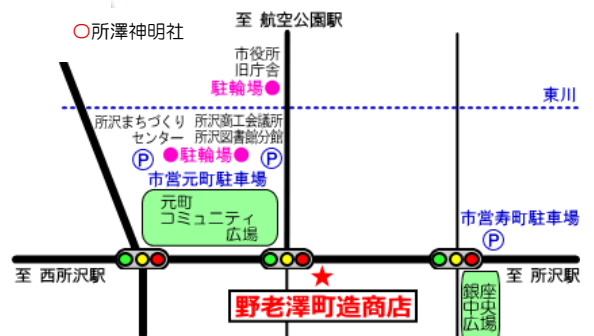 至 航空公園駅
○所澤神明社
市役所
旧庁舎
駐輪場●
東川
所沢まちづくり
センター
所沢商工会議所
所沢図書館分館
P
●駐輪場●
P
市営元町駐車場
元町
コミュニティ
広場
市営寿町駐車場
P
至 西所沢駅
至 所沢駅
★
野老澤町造商店
銀座
中央
広場